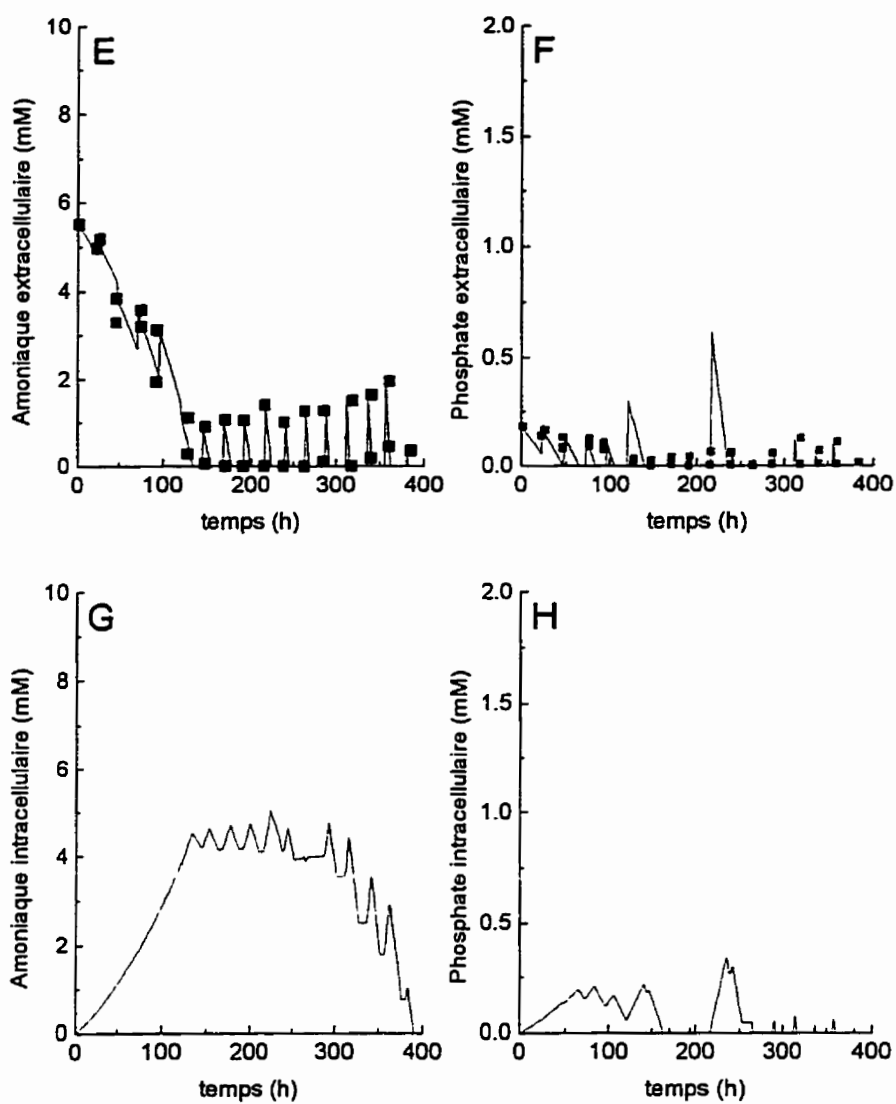 E
Amoniaque extracellulaire (mM)
10
8
6
4
2
0
0 100 200 300 400
temps (h)
F
Phosphate extracellulaire (mM)
2.0
1.5
1.0
0.5
0.0
0 100 200 300 400
temps (h)
G
Amoniaque intracellulaire (mM)
10
8
6
4
2
0
0 100 200 300 400
temps (h)
H
Phosphate intracellulaire (mM)
2.0
1.5
1.0
0.5
0.0
0 100 200 300 400
temps (h)